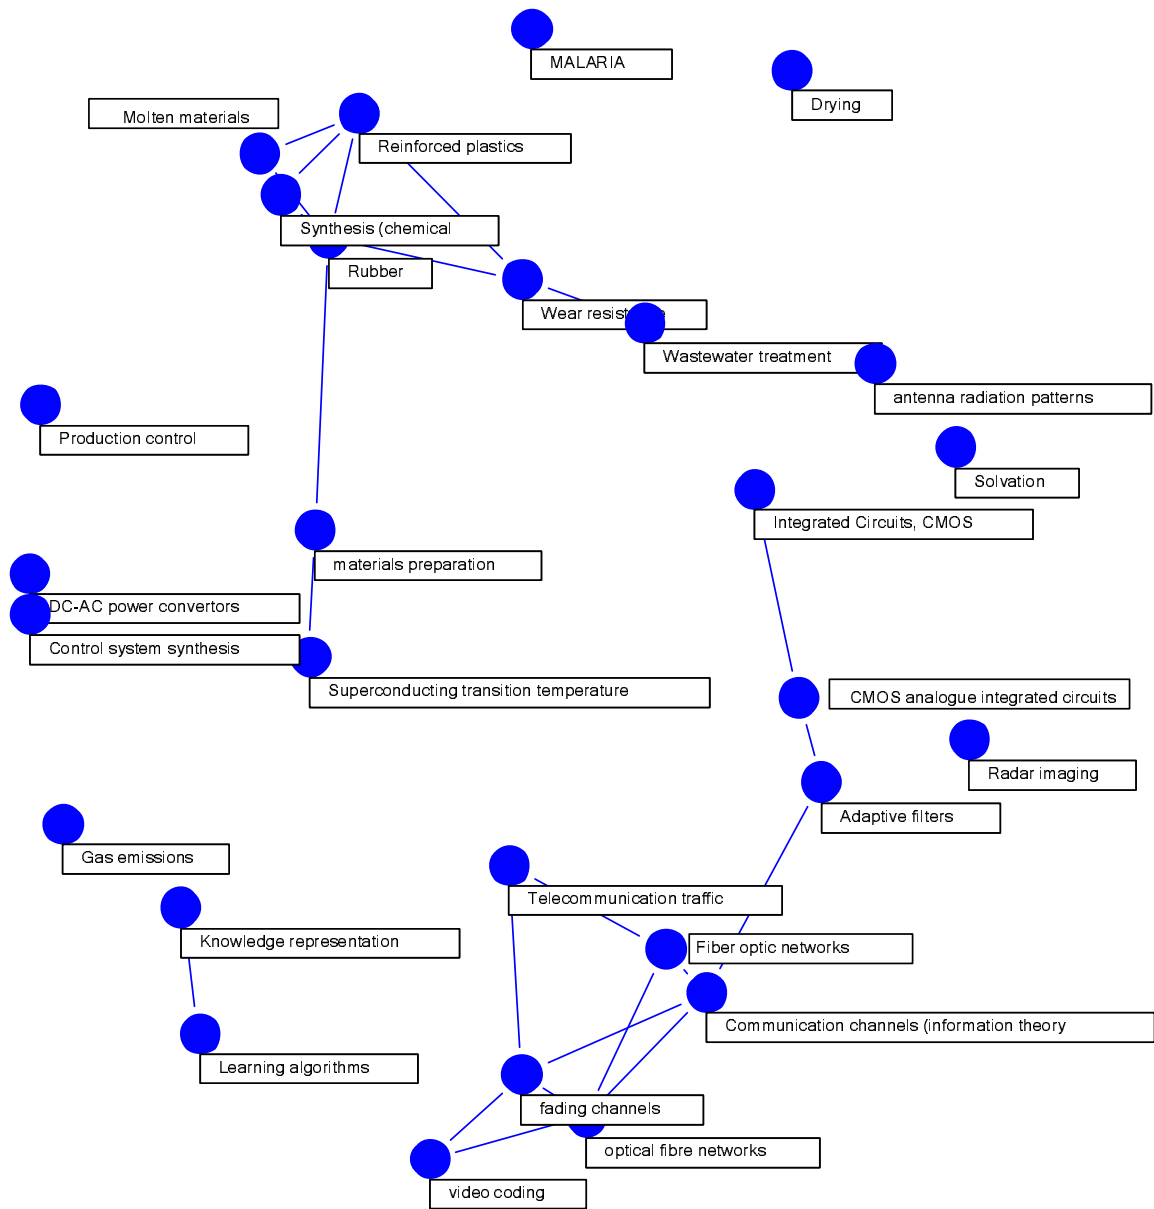 MALARIA
Drying
Molten materials
Reinforced plastics
Synthesis (chemical
Rubber
Wear resist
Wastewater treatment
antenna radiation patterns
Production control
Solvation
Integrated Circuits, CMOS
materials preparation
DC-AC power convertors
Control system synthesis
Superconducting transition temperature
CMOS analogue integrated circuits
Radar imaging
Adaptive filters
Gas emissions
Telecommunication traffic
Knowledge representation
Fiber optic networks
Communication channels (information theory
Learning algorithms
fading channels
optical fibre networks
video coding